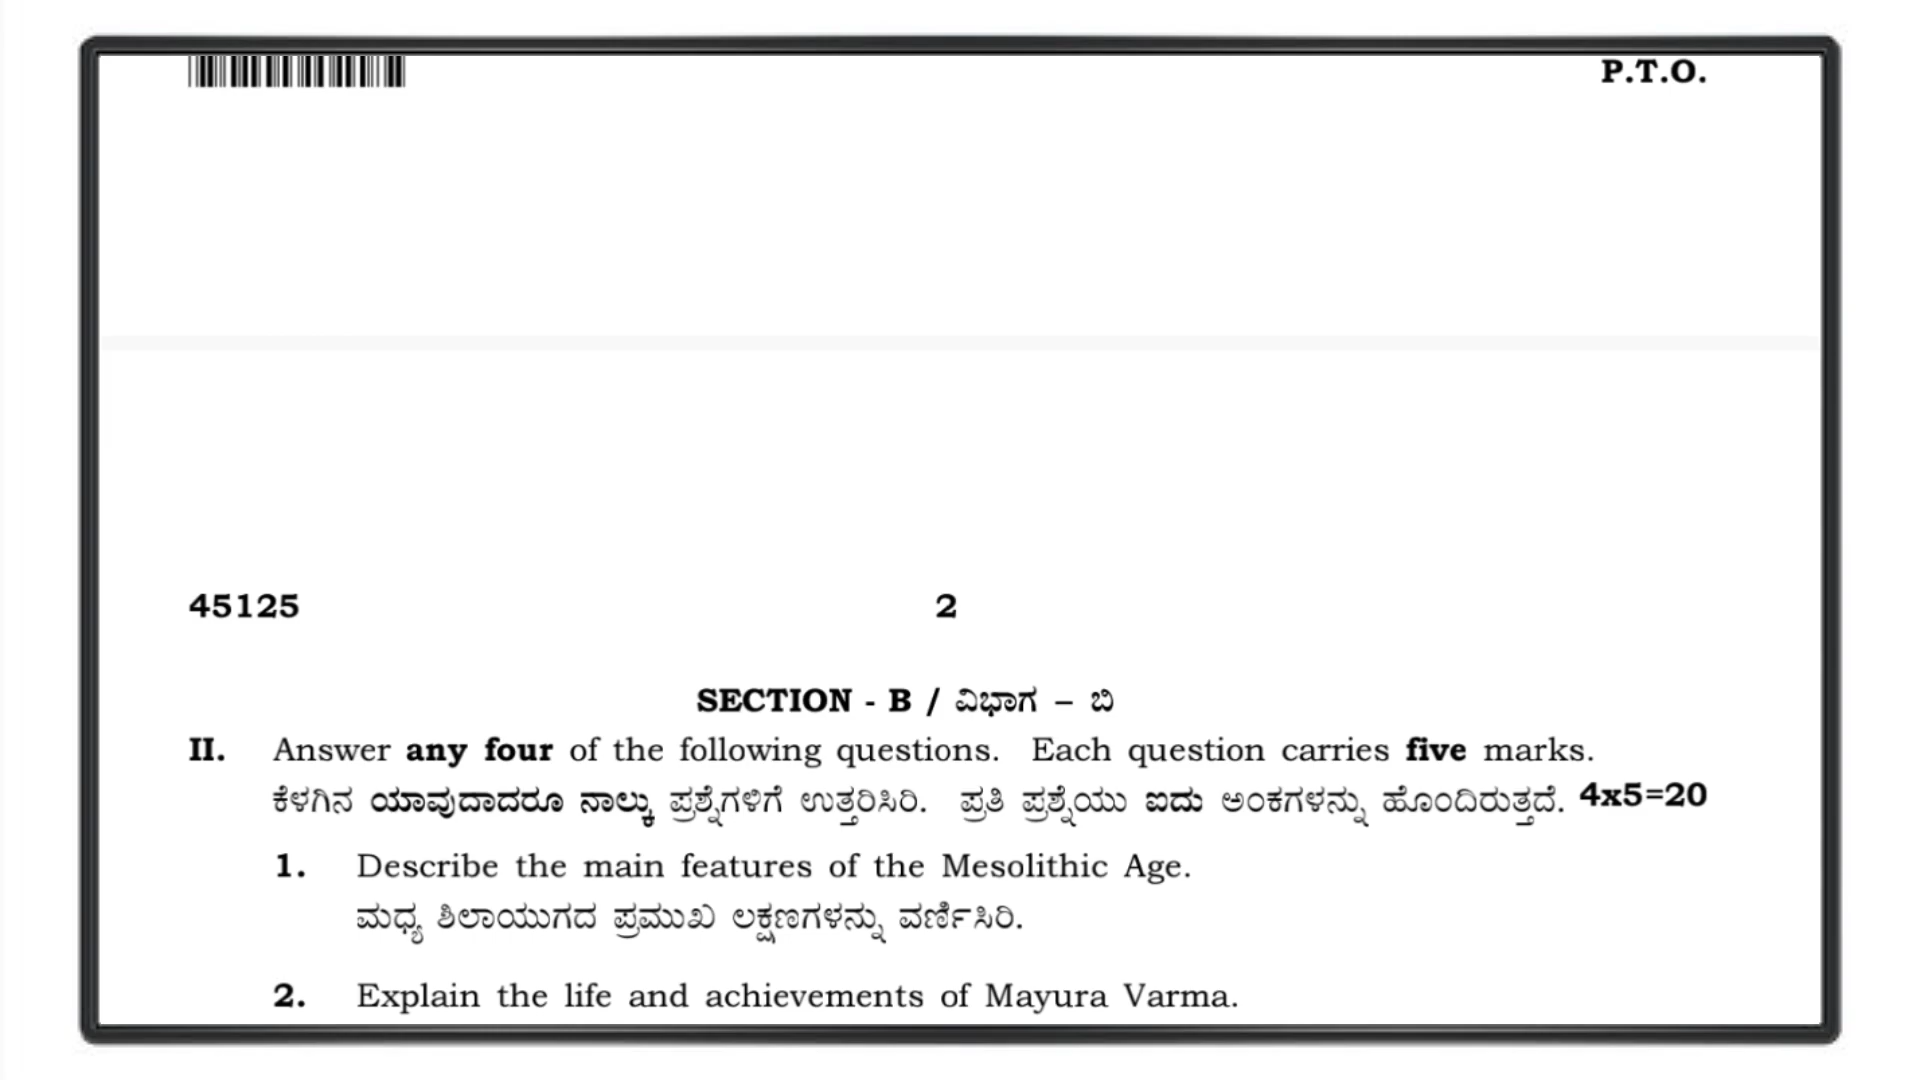 P.T.O.
45125
2
SECTION - B / ವಿಭಾಗ – ಬಿ
II. Answer any four of the following questions. Each question carries five marks.
ಕೆಳಗಿನ ಯಾವುದಾದರೂ ನಾಲ್ಕು ಪ್ರಶ್ನೆಗಳಿಗೆ ಉತ್ತರಿಸಿರಿ. ಪ್ರತಿ ಪ್ರಶ್ನೆಯು ಐದು ಅಂಕಗಳನ್ನು ಹೊಂದಿರುತ್ತದೆ. 4x5=20
1. Describe the main features of the Mesolithic Age.
ಮಧ್ಯ ಶಿಲಾಯುಗದ ಪ್ರಮುಖ ಲಕ್ಷಣಗಳನ್ನು ವರ್ಣಿಸಿರಿ.
2. Explain the life and achievements of Mayura Varma.